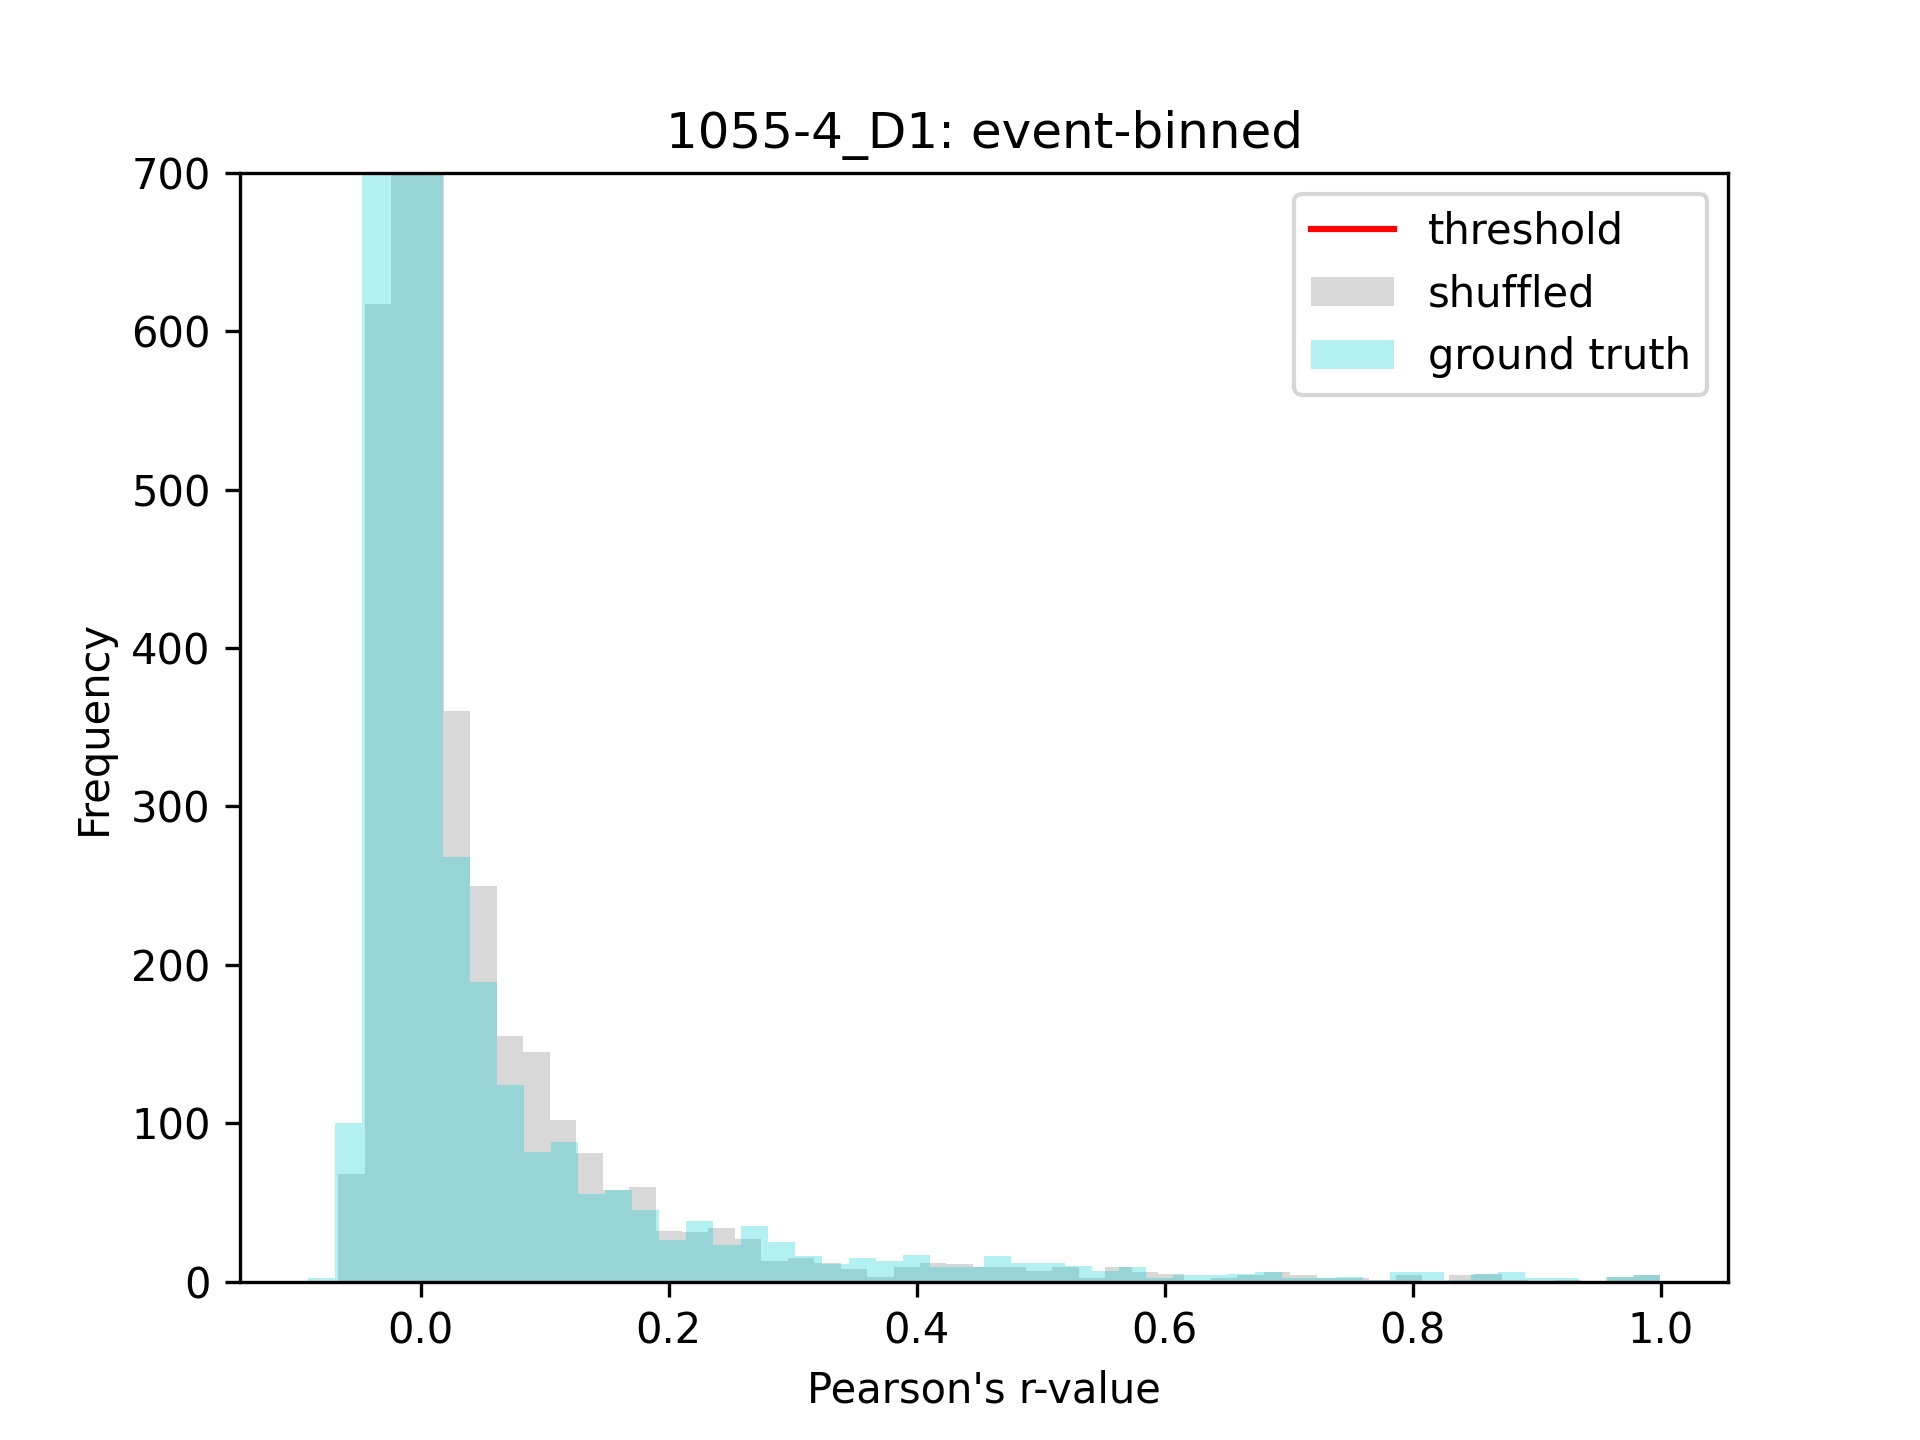 1055-4_D1: event-binned
threshold
shuffled
ground truth
700
600
500
400
300
200
100
0
Frequency
0.0 0.2 0.4 0.6 0.8 1.0
Pearson's r-value